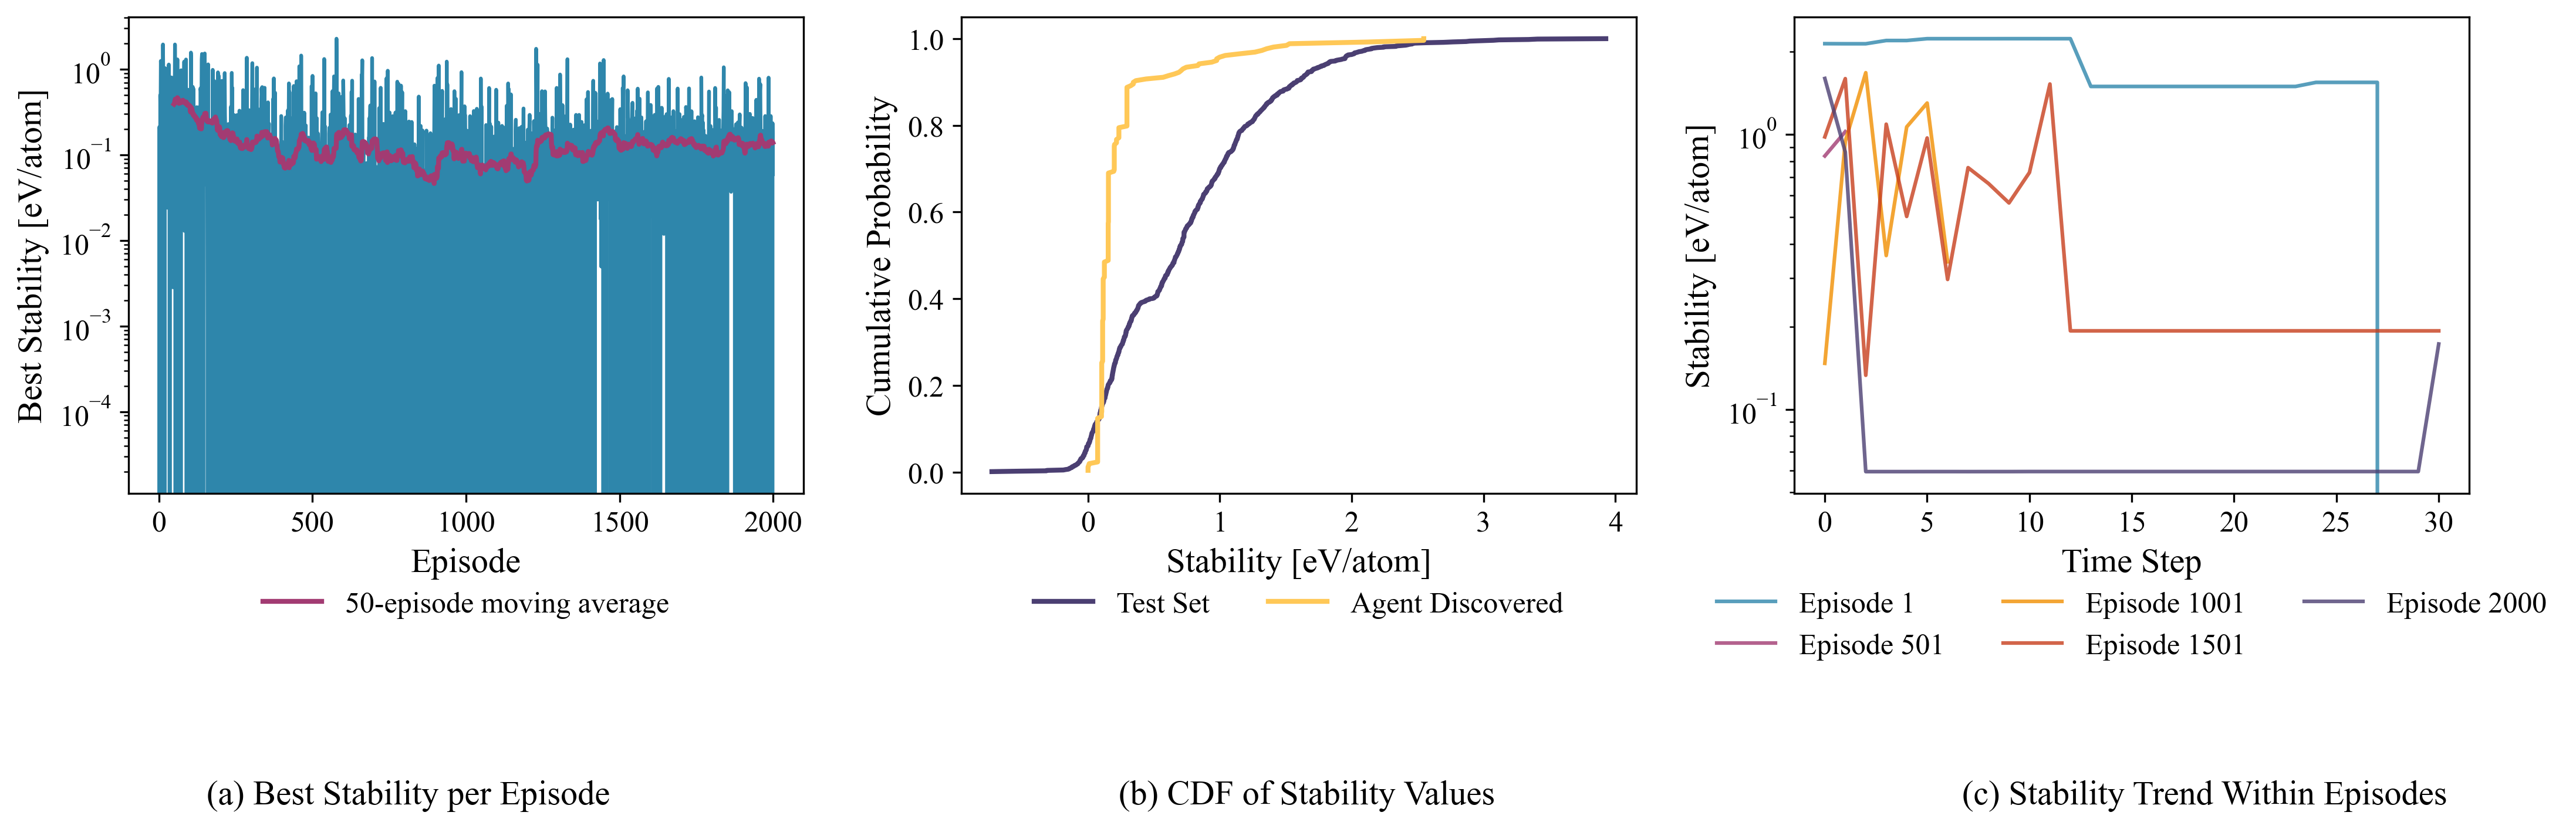 Best Stability [eV/atom]
10⁰
10⁻¹
10⁻²
10⁻³
10⁻⁴
0 500 1000 1500 2000
Episode
50-episode moving average
(a) Best Stability per Episode
Cumulative Probability
1.0
0.8
0.6
0.4
0.2
0.0
0 1 2 3 4
Stability [eV/atom]
Test Set Agent Discovered
(b) CDF of Stability Values
Stability [eV/atom]
10⁰
10⁻¹
0 5 10 15 20 25 30
Time Step
Episode 1 Episode 1001 Episode 2000
Episode 501 Episode 1501
(c) Stability Trend Within Episodes